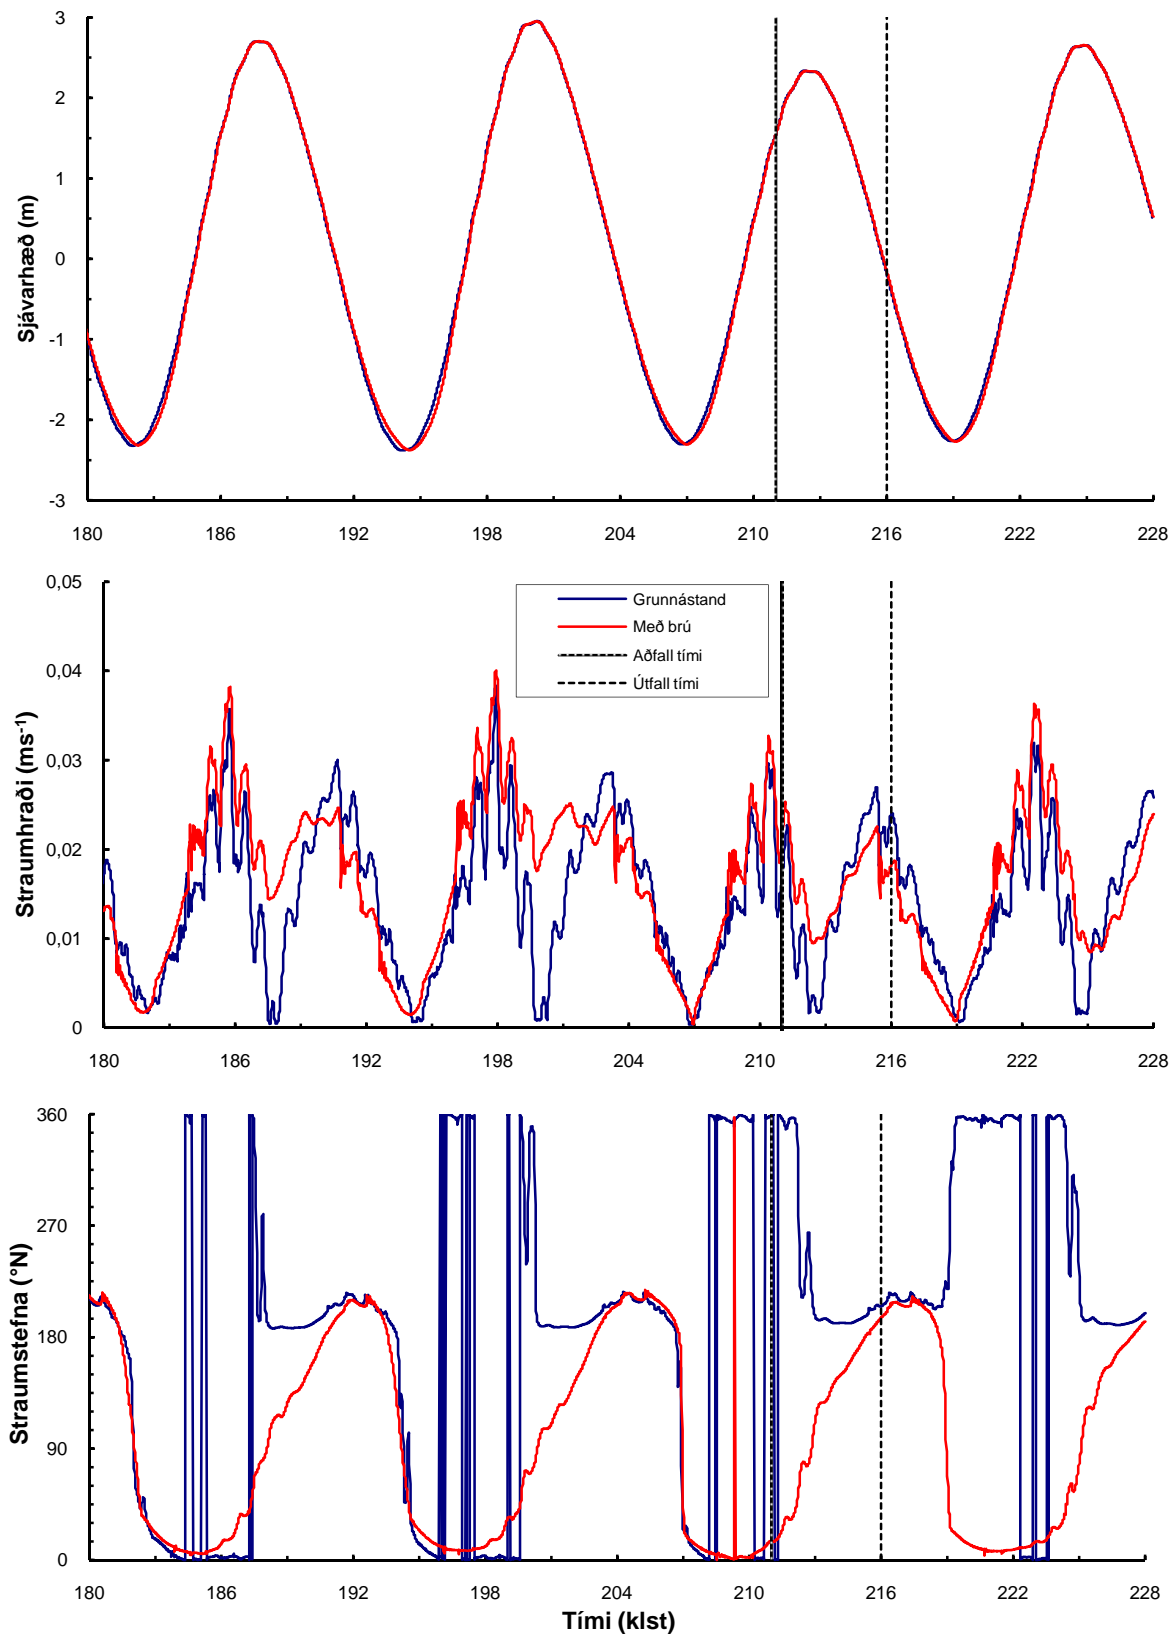 3
2
1
0
-1
-2
-3
Sjávarhæð (m)
180 186 192 198 204 210 216 222 228
0,05
0,04
0,03
0,02
0,01
0
Straumhraði (ms⁻¹)
Grunnástand
Með brú
Aðfall tími
Útfall tími
180 186 192 198 204 210 216 222 228
360
270
180
90
0
Straumstefna (°N)
180 186 192 198 204 210 216 222 228
Tími (klst)